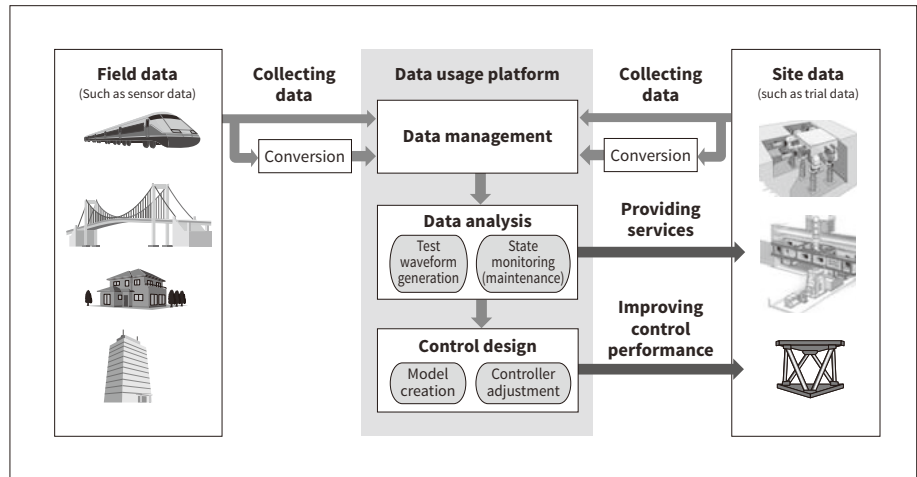 Field data
(Such as sensor data)
Collecting
data
Conversion
Data usage platform
Data management
Data analysis
Test
waveform
generation
State
monitoring
(maintenance)
Control design
Model
creation
Controller
adjustment
Collecting
data
Conversion
Providing
services
Improving
control
performance
Site data
(such as trial data)